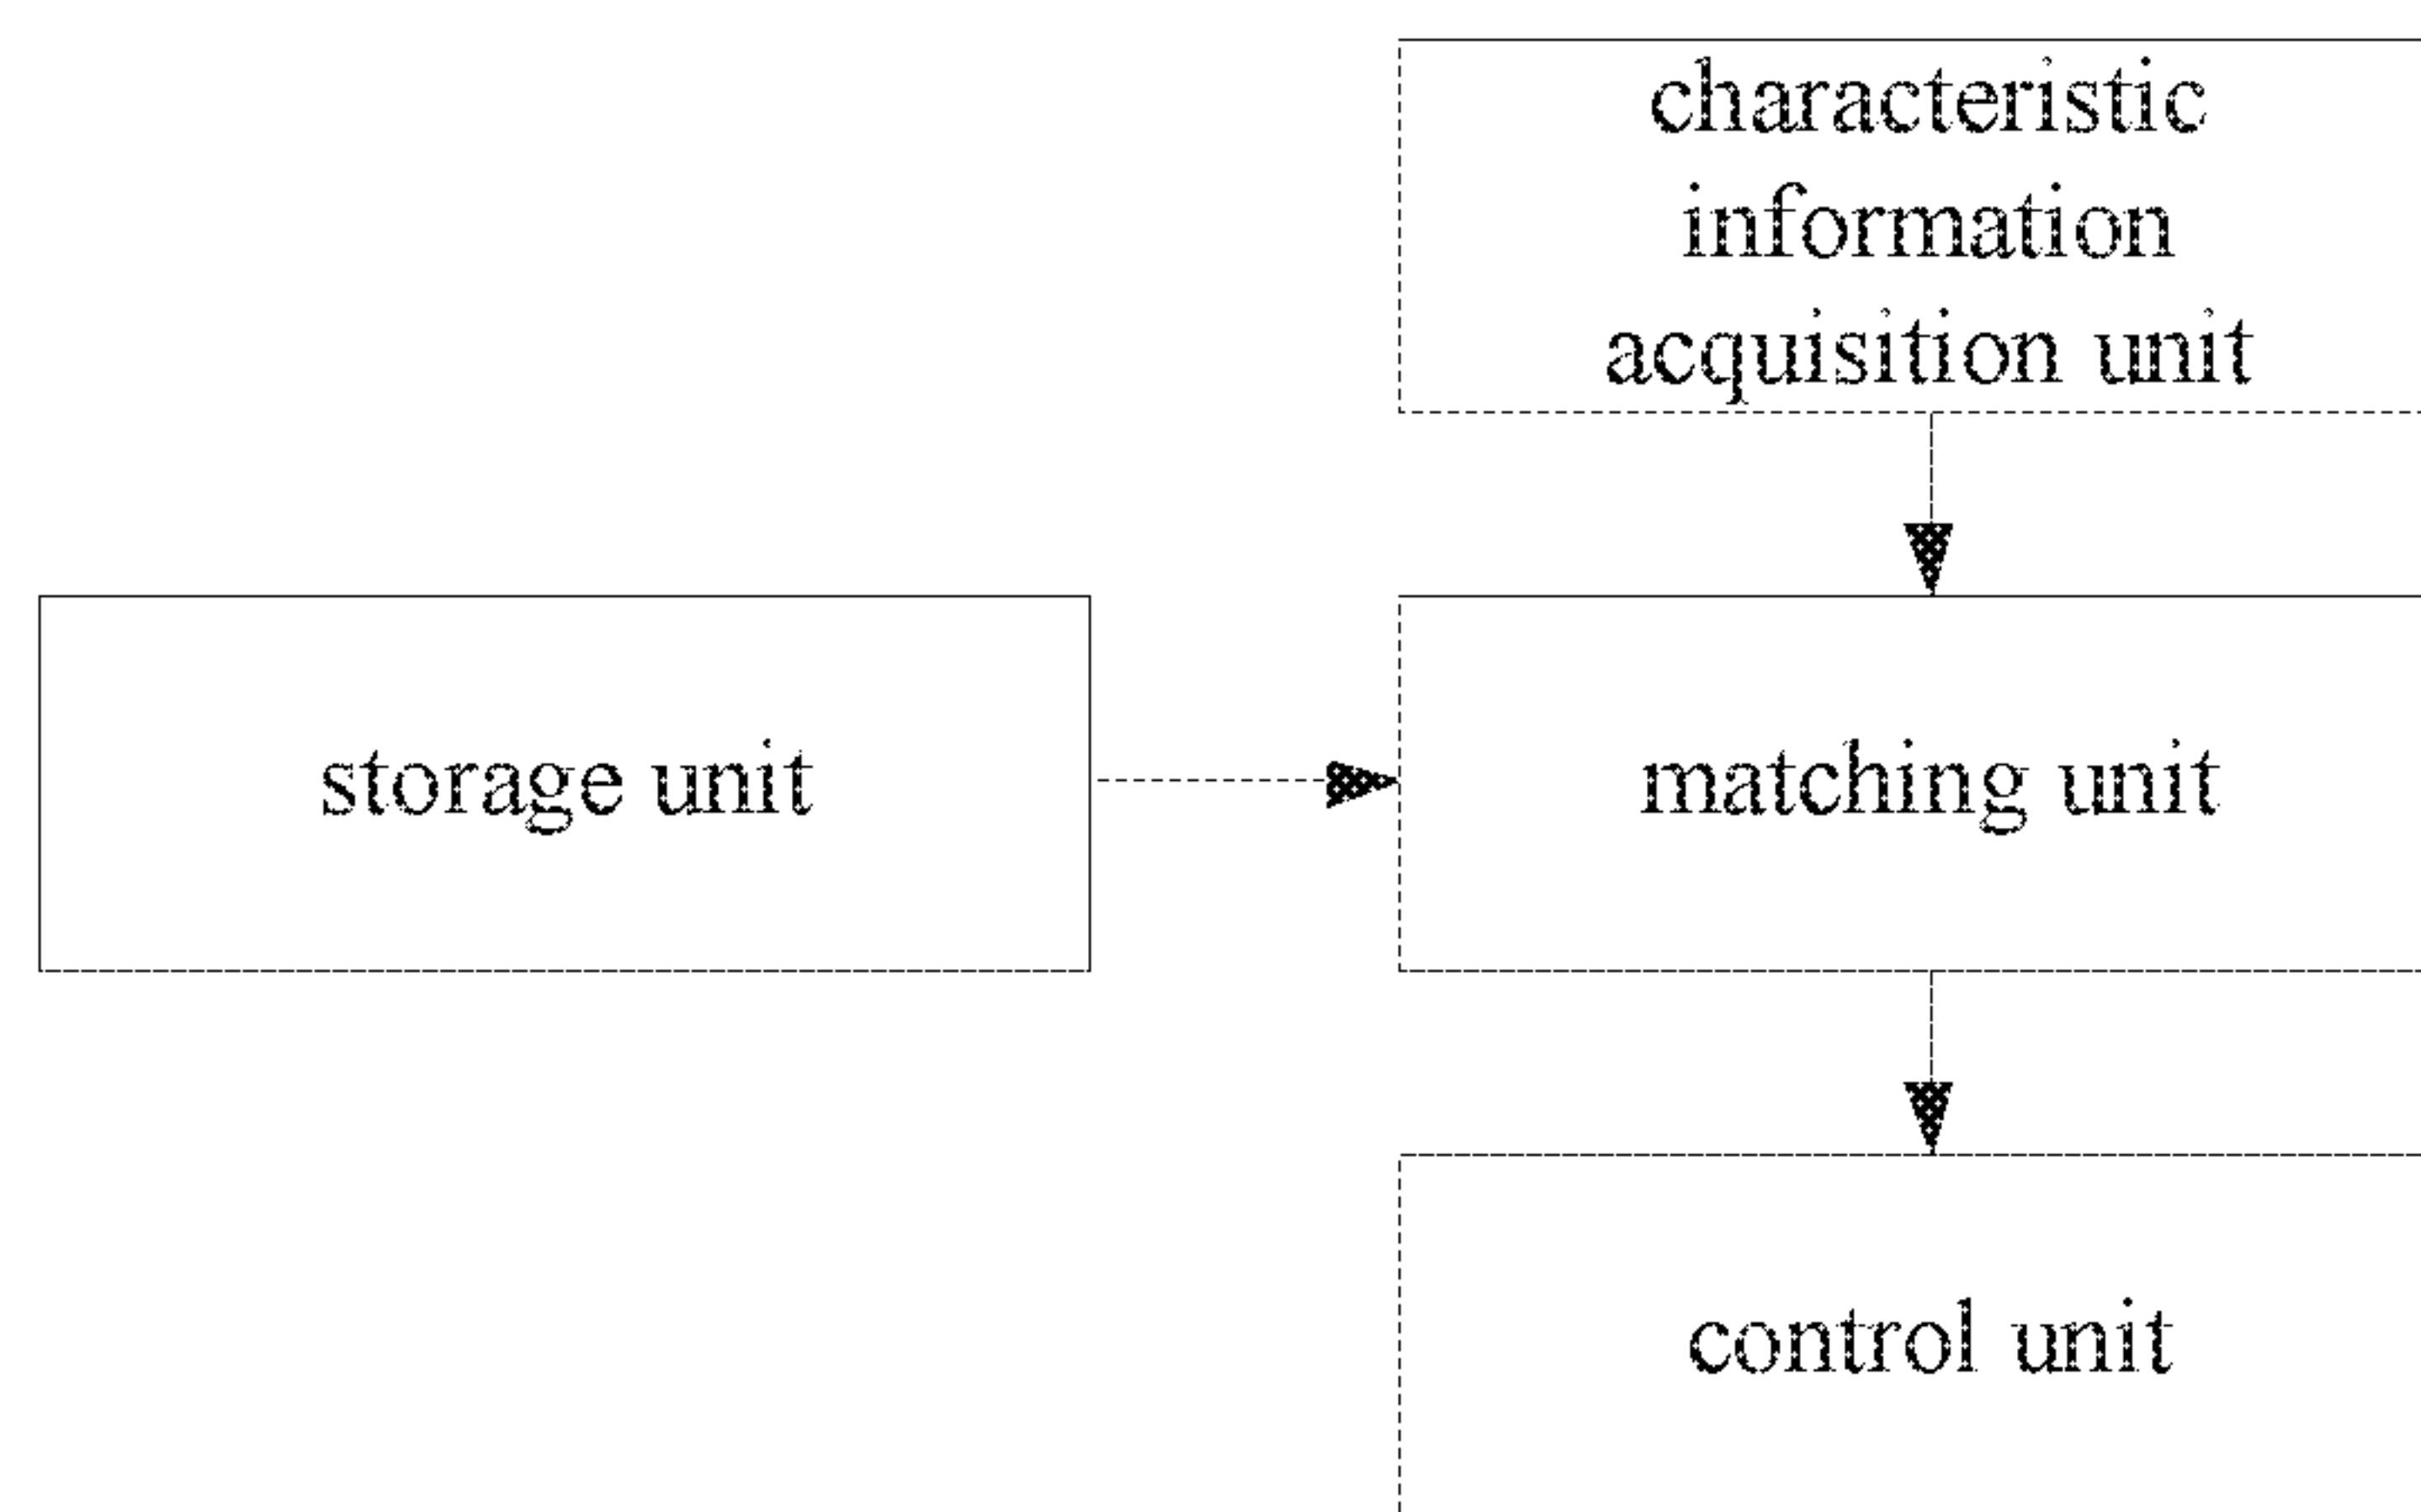 characteristic
information
acquisition unit
storage unit
matching unit
control unit